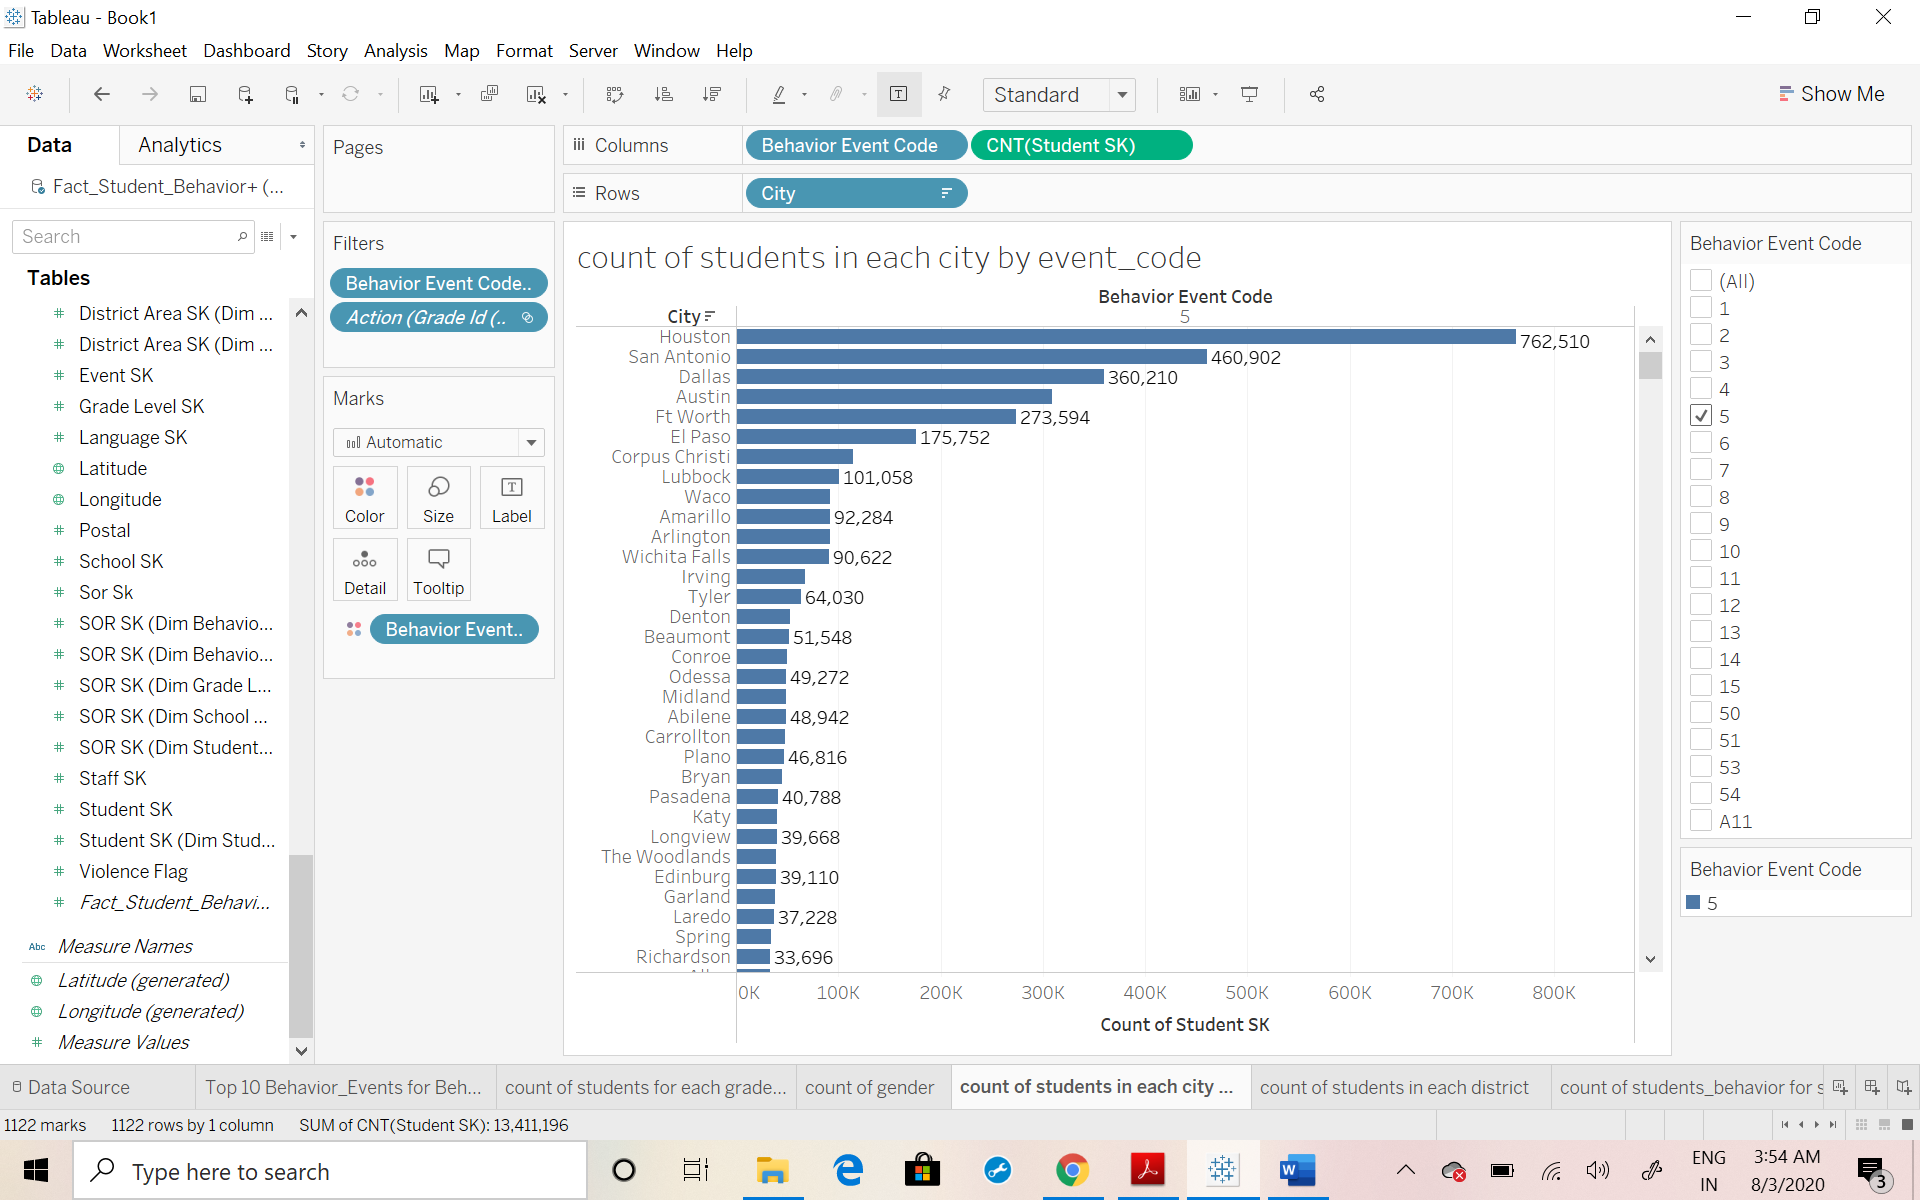 Tableau - Book1
File Data Worksheet Dashboard Story Analysis Map Format Server Window Help
Standard
Show Me
Data Analytics
Fact_Student_Behavior+ (...
Search
Tables
District Area SK (Dim ...
District Area SK (Dim ...
Event SK
Grade Level SK
Language SK
Latitude
Longitude
Postal
School SK
Sor Sk
SOR SK (Dim Behavio...
SOR SK (Dim Behavio...
SOR SK (Dim Grade L...
SOR SK (Dim School ...
SOR SK (Dim Student...
Staff SK
Student SK
Student SK (Dim Stud...
Violence Flag
Fact_Student_Behavi...
Abc Measure Names
Latitude (generated)
Longitude (generated)
Measure Values
Pages
Filters
Behavior Event Code..
Action (Grade Id (..
Marks
Automatic
Color Size Label
Detail Tooltip
Behavior Event..
Columns Behavior Event Code CNT(Student SK)
Rows City
count of students in each city by event_code
Behavior Event Code
City 5
Houston 762,510
San Antonio 460,902
Dallas 360,210
Austin
Ft Worth 273,594
El Paso 175,752
Corpus Christi
Lubbock 101,058
Waco
Amarillo 92,284
Arlington
Wichita Falls 90,622
Irving
Tyler 64,030
Denton
Beaumont 51,548
Conroe
Odessa 49,272
Midland
Abilene 48,942
Carrollton
Plano 46,816
Bryan
Pasadena 40,788
Katy
Longview 39,668
The Woodlands
Edinburg 39,110
Garland
Laredo 37,228
Spring
Richardson 33,696
0K 100K 200K 300K 400K 500K 600K 700K 800K
Count of Student SK
Behavior Event Code
(All)
1
2
3
4
5
6
7
8
9
10
11
12
13
14
15
50
51
53
54
A11
Behavior Event Code
5
Data Source Top 10 Behavior_Events for Beh... count of students for each grade... count of gender count of students in each city ... count of students in each district count of students_behavior for s
1122 marks 1122 rows by 1 column SUM of CNT(Student SK): 13,411,196
Type here to search
ENG
IN
3:54 AM
8/3/2020
3